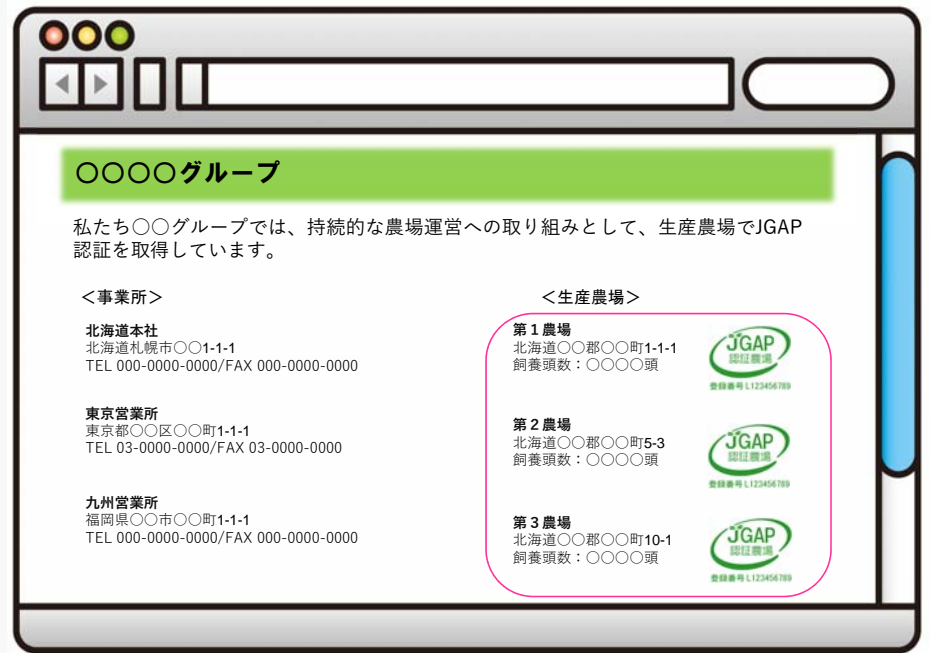 〇〇〇〇グループ
私たち〇〇グループでは、持続的な農場運営への取り組みとして、生産農場でJGAP
認証を取得しています。
＜事業所＞
北海道本社
北海道札幌市〇〇1-1-1
TEL 000-0000-0000/FAX 000-0000-0000
東京営業所
東京都〇〇区〇〇町1-1-1
TEL 03-0000-0000/FAX 03-0000-0000
九州営業所
福岡県〇〇市〇〇町1-1-1
TEL 000-0000-0000/FAX 000-0000-0000
＜生産農場＞
第１農場
北海道〇〇郡〇〇町1-1-1
飼養頭数：〇〇〇〇頭
JGAP
認証農場
登録番号 L123456789
第２農場
北海道〇〇郡〇〇町5-3
飼養頭数：〇〇〇〇頭
JGAP
認証農場
登録番号 L123456789
第３農場
北海道〇〇郡〇〇町10-1
飼養頭数：〇〇〇〇頭
JGAP
認証農場
登録番号 L123456789